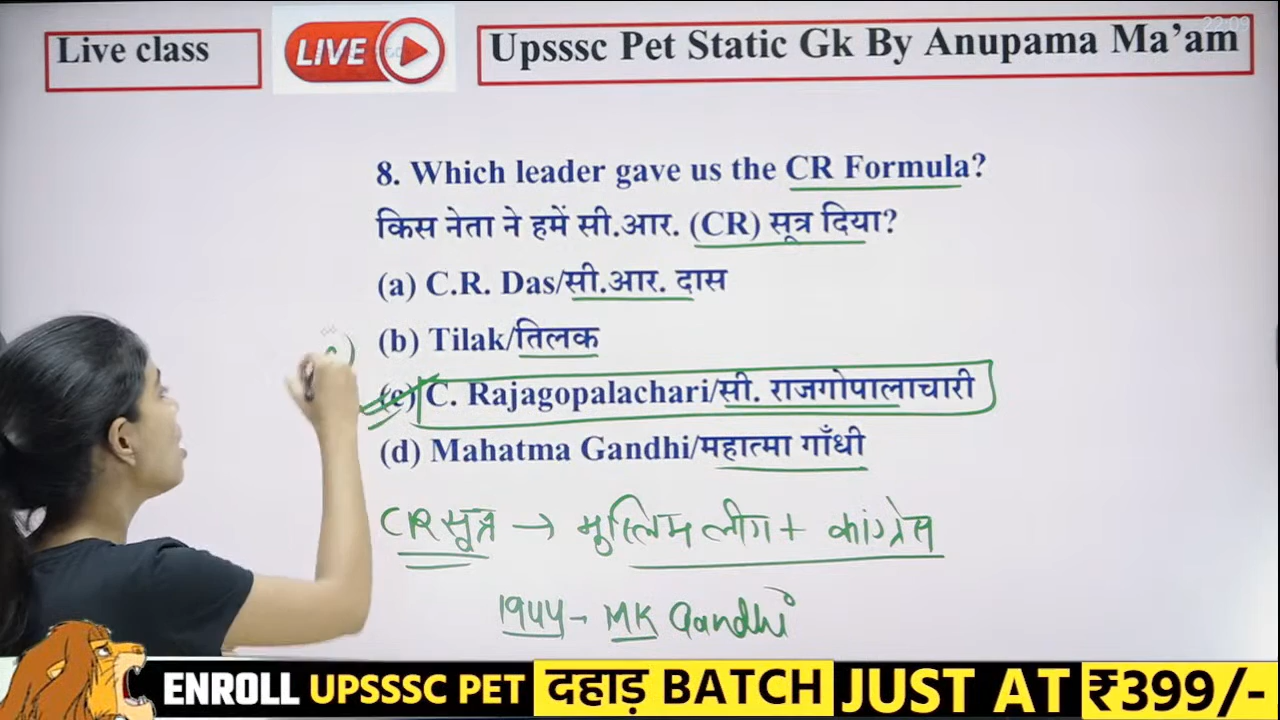 22:09
Live class
LIVE
Upsssc Pet Static Gk By Anupama Ma’am
8. Which leader gave us the CR Formula?
किस नेता ने हमें सी.आर. (CR) सूत्र दिया?
(a) C.R. Das/सी.आर. दास
(b) Tilak/तिलक
(c) C. Rajagopalachari/सी. राजगोपालाचारी
(d) Mahatma Gandhi/महात्मा गाँधी
CR सूत्र → मुस्लिम लीग + कांग्रेस
1944 - MK Gandhi
ENROLL UPSSSC PET दहाड़ BATCH JUST AT ₹399/-